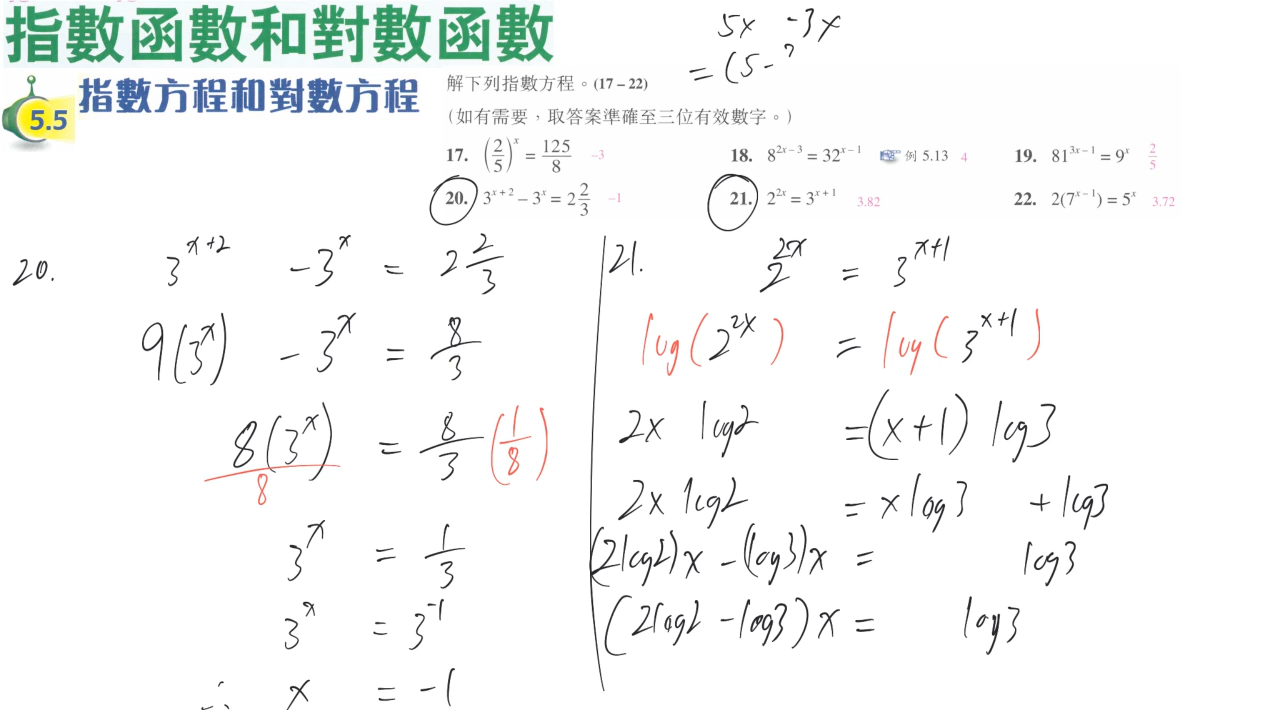 指數函數和對數函數
5.5 指數方程和對數方程
5x -3x
= (5-
解下列指數方程。(17 – 22)
(如有需要，取答案準確至三位有效數字。)
17. (2/5)^x = 125/8 -3
18. 8^{2x-3} = 32^{x-1} 例 5.13 4
19. 81^{3x-1} = 9^x 2/5
20. 3^{x+2} - 3^x = 2 2/3 -1
21. 2^{2x} = 3^{x+1} 3.82
22. 2(7^{x-1}) = 5^x 3.72
20. 3^{x+2} - 3^x = 2 2/3
9(3^x) - 3^x = 8/3
8(3^x)/8 = 8/3 (1/8)
3^x = 1/3
3^x = 3^{-1}
∴ x = -1
21. 2^{2x} = 3^{x+1}
log(2^{2x}) = log(3^{x+1})
2x log2 = (x+1) log3
2x log2 = x log3 + log3
(2log2)x - (log3)x = log3
(2log2 - log3)x = log3